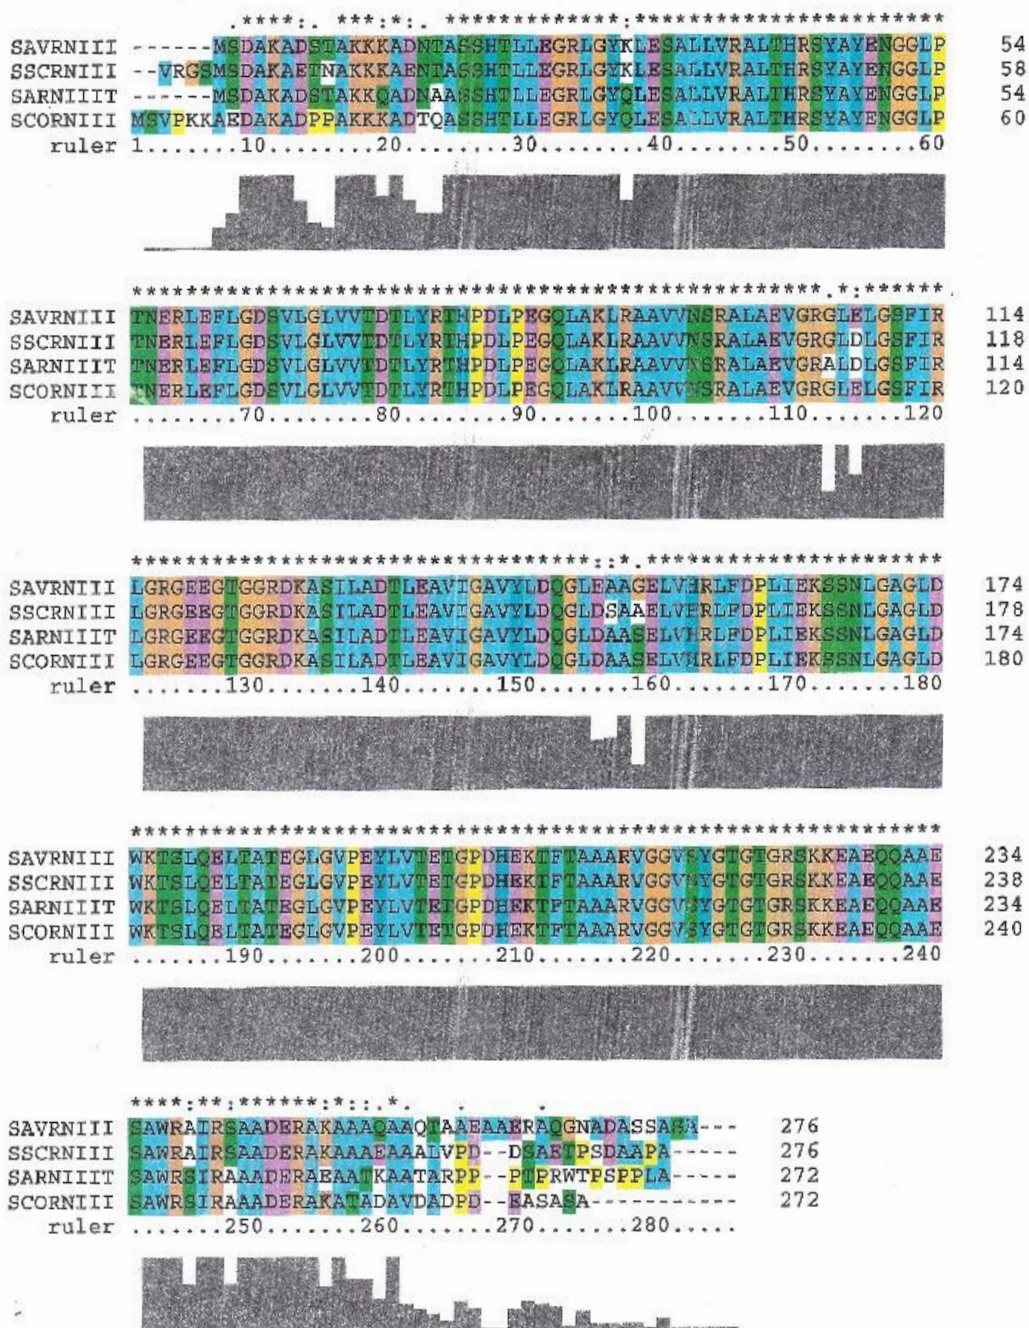 .****:. ***:*:. *************:***********************
SAVRNIII ------MSDAKADSTAKKKADNTASSHTLLEGRLGYKLESALLVRALTHRSYAYENGGLP 54
SSCRNIII --VRGSMSDAKAETNAKKKAENTASSHTLLEGRLGYKLESALLVRALTHRSYAYENGGLP 58
SARNIIIT ------MSDAKADSTAKKQADNAASSHTLLEGRLGYQLESALLVRALTHRSYAYENGGLP 54
SCORNIII MSVPKKAEDAKADPPAKKKADTQASSHTLLEGRLGYQLESALLVRALTHRSYAYENGGLP 60
ruler 1.......10........20........30........40........50........60
***************************************************.*:******
SAVRNIII TNERLEFLGDSVLGLVVTDTLYRTHPDLPEGQLAKLRAAVVNSRALAEVGRGLELGSFIR 114
SSCRNIII TNERLEFLGDSVLGLVVTDTLYRTHPDLPEGQLAKLRAAVVNSRALAEVGRGLDLGSFIR 118
SARNIIIT TNERLEFLGDSVLGLVVTDTLYRTHPDLPEGQLAKLRAAVVNSRALAEVGRALDLGSFIR 114
SCORNIII TNERLEFLGDSVLGLVVTDTLYRTHPDLPEGQLAKLRAAVVNSRALAEVGRGLELGSFIR 120
ruler ........70........80........90.......100.......110.......120
**********************************::*.**********************
SAVRNIII LGRGEEGTGGRDKASILADTLEAVIGAVYLDQGLEAAGELVHRLFDPLIEKSSNLGAGLD 174
SSCRNIII LGRGEEGTGGRDKASILADTLEAVIGAVYLDQGLDSAAELVHRLFDPLIEKSSNLGAGLD 178
SARNIIIT LGRGEEGTGGRDKASILADTLEAVIGAVYLDQGLDAASELVHRLFDPLIEKSSNLGAGLD 174
SCORNIII LGRGEEGTGGRDKASILADTLEAVIGAVYLDQGLDAASELVHRLFDPLIEKSSNLGAGLD 180
ruler .......130.......140.......150.......160.......170.......180
************************************************************
SAVRNIII WKTSLQELTATEGLGVPEYLVTETGPDHEKTFTAAARVGGVSYGTGTGRSKKEAEQQAAE 234
SSCRNIII WKTSLQELTATEGLGVPEYLVTETGPDHEKTFTAAARVGGVSYGTGTGRSKKEAEQQAAE 238
SARNIIIT WKTSLQELTATEGLGVPEYLVTETGPDHEKTFTAAARVGGVSYGTGTGRSKKEAEQQAAE 234
SCORNIII WKTSLQELTATEGLGVPEYLVTETGPDHEKTFTAAARVGGVSYGTGTGRSKKEAEQQAAE 240
ruler .......190.......200.......210.......220.......230.......240
****:**:******:*::.*. . .
SAVRNIII SAWRAIRSAADERAKAAAQAAQTAAEAAERAQGNADASSASA--- 276
SSCRNIII SAWRAIRSAADERAKAAAEAAALVPD--DSAETPSDAAPA----- 276
SARNIIIT SAWRSIRAAADERAEAATKAATARPP--PTPRWTPSPPLA----- 272
SCORNIII SAWRSIRAAADERAKATADAVDADPD--EASASA----------- 272
ruler .......250.......260.......270.......280.....